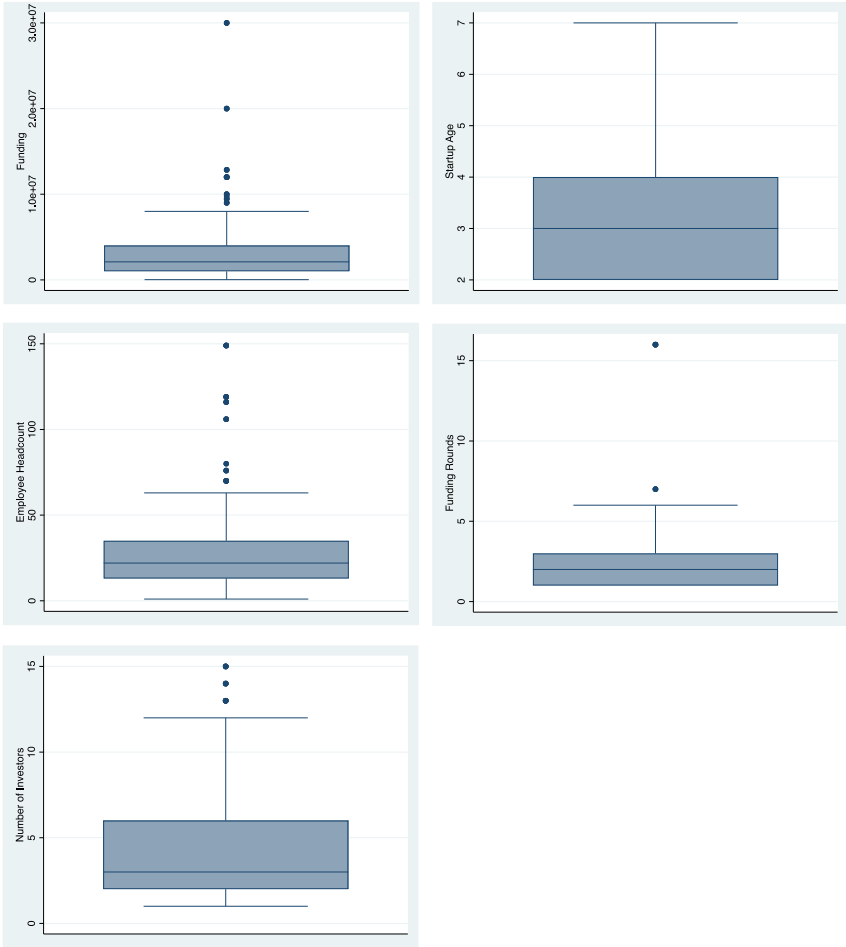 Funding
3.0e+07
2.0e+07
1.0e+07
0
Startup Age
7
6
5
4
3
2
Employee Headcount
150
100
50
0
Funding Rounds
15
10
5
0
Number of Investors
15
10
5
0